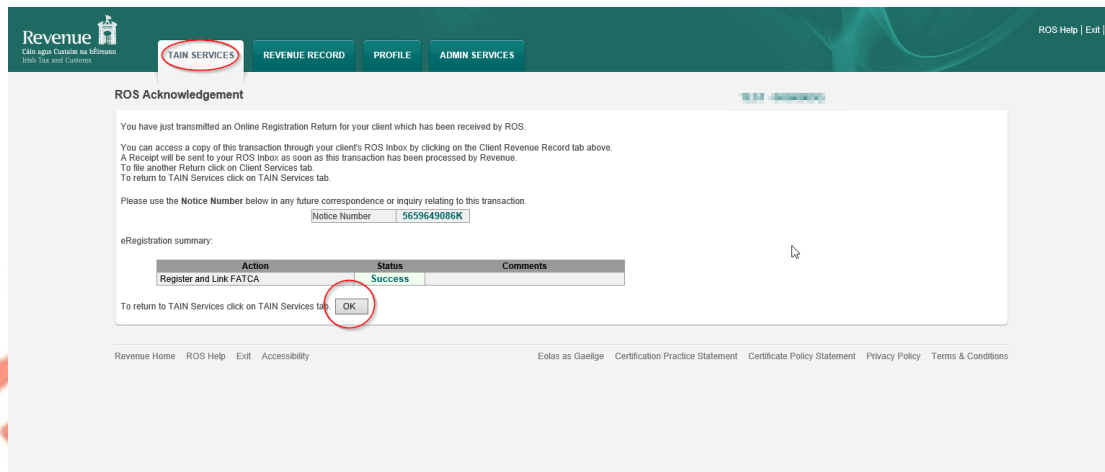 Revenue
Cáin agus Custaim na hÉireann
Irish Tax and Customs
ROS Help | Exit |
TAIN SERVICES REVENUE RECORD PROFILE ADMIN SERVICES
ROS Acknowledgement
You have just transmitted an Online Registration Return for your client which has been received by ROS.
You can access a copy of this transaction through your client's ROS Inbox by clicking on the Client Revenue Record tab above.
A Receipt will be sent to your ROS Inbox as soon as this transaction has been processed by Revenue.
To file another Return click on Client Services tab.
To return to TAIN Services click on TAIN Services tab.
Please use the Notice Number below in any future correspondence or inquiry relating to this transaction.
Notice Number 5659649086K
eRegistration summary:
Action Status Comments
Register and Link FATCA Success
To return to TAIN Services click on TAIN Services tab. OK
Revenue Home ROS Help Exit Accessibility Eolas as Gaeilge Certification Practice Statement Certificate Policy Statement Privacy Policy Terms & Conditions